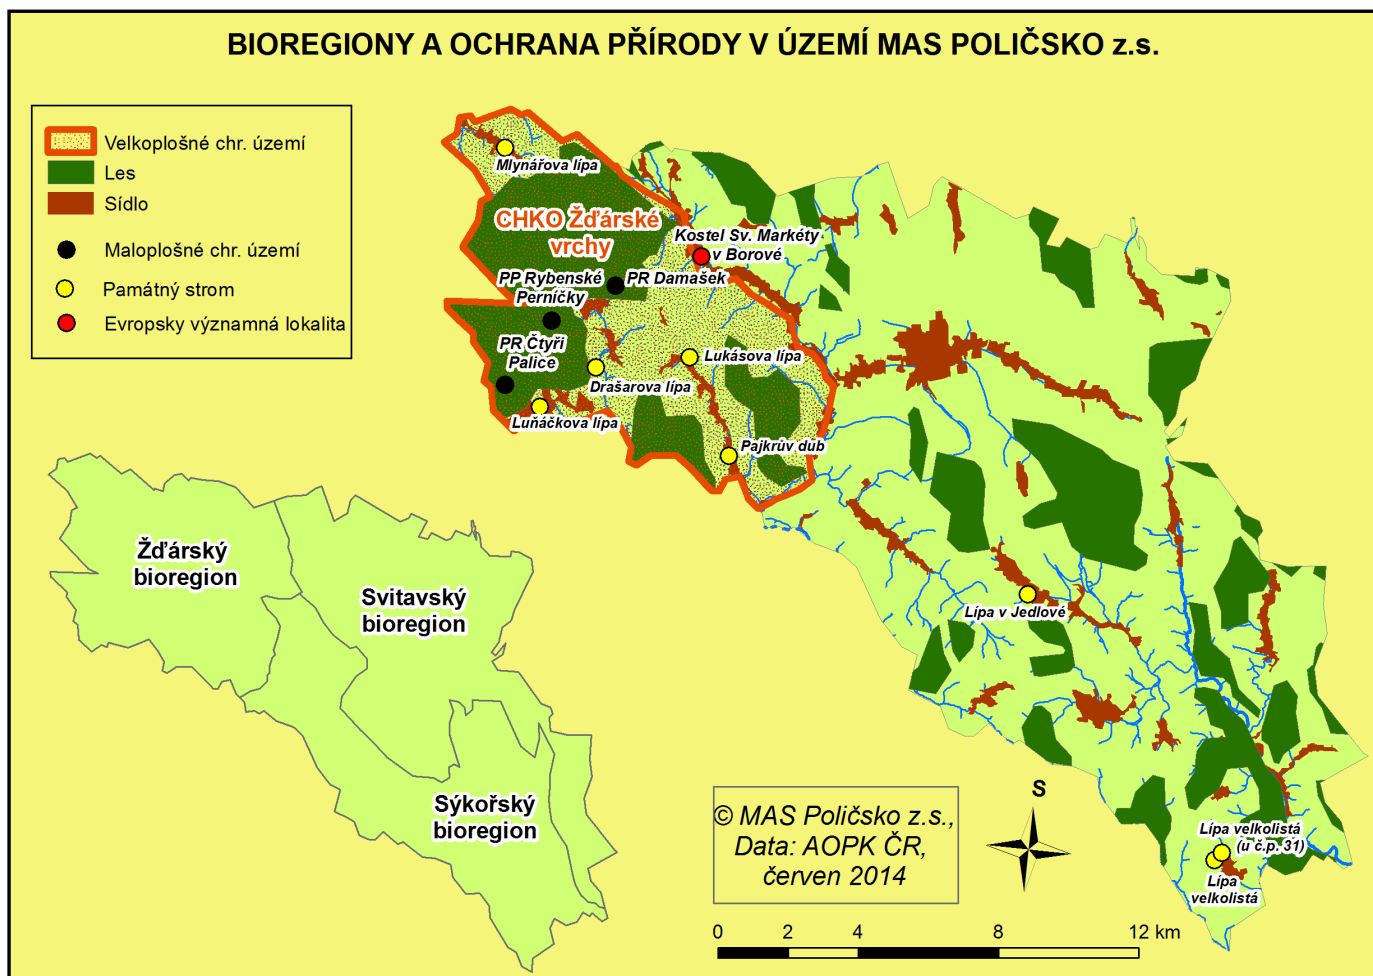 BIOREGIONY A OCHRANA PŘÍRODY V ÚZEMÍ MAS POLIČSKO z.s.
Velkoplošné chr. území
Les
Sídlo
Maloplošné chr. území
Památný strom
Evropsky významná lokalita
Mlynářova lípa
CHKO Žďárské
vrchy
Kostel Sv. Markéty
v Borové
PP Rybenské
Perníčky
PR Damašek
PR Čtyři
Palice
Lukásova lípa
Drašarova lípa
Luňáčkova lípa
Pajkrův dub
Lípa v Jedlové
Lípa velkolistá
(u č.p. 31)
Lípa
velkolistá
Žďárský
bioregion
Svitavský
bioregion
Sýkořský
bioregion
© MAS Poličsko z.s.,
Data: AOPK ČR,
červen 2014
S
0 2 4 8 12 km